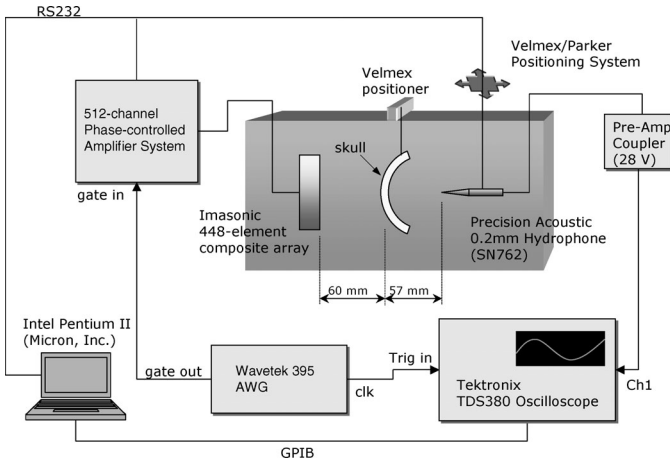 RS232
Velmex/Parker
Positioning System
Velmex
positioner
512-channel
Phase-controlled
Amplifier System
Pre-Amp
Coupler
(28 V)
skull
gate in
Imasonic
448-element
composite array
Precision Acoustic
0.2mm Hydrophone
(SN762)
60 mm
57 mm
Intel Pentium II
(Micron, Inc.)
gate out
Wavetek 395
AWG
clk
Trig in
Tektronix
TDS380 Oscilloscope
Ch1
GPIB